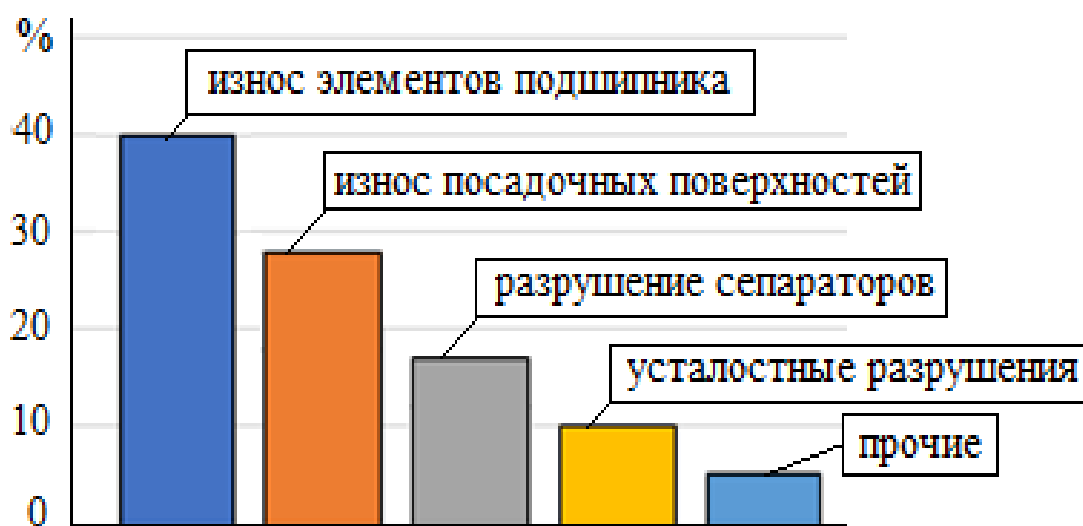 %
износ элементов подшипника
40
износ посадочных поверхностей
30
разрушение сепараторов
20
усталостные разрушения
10
прочие
0